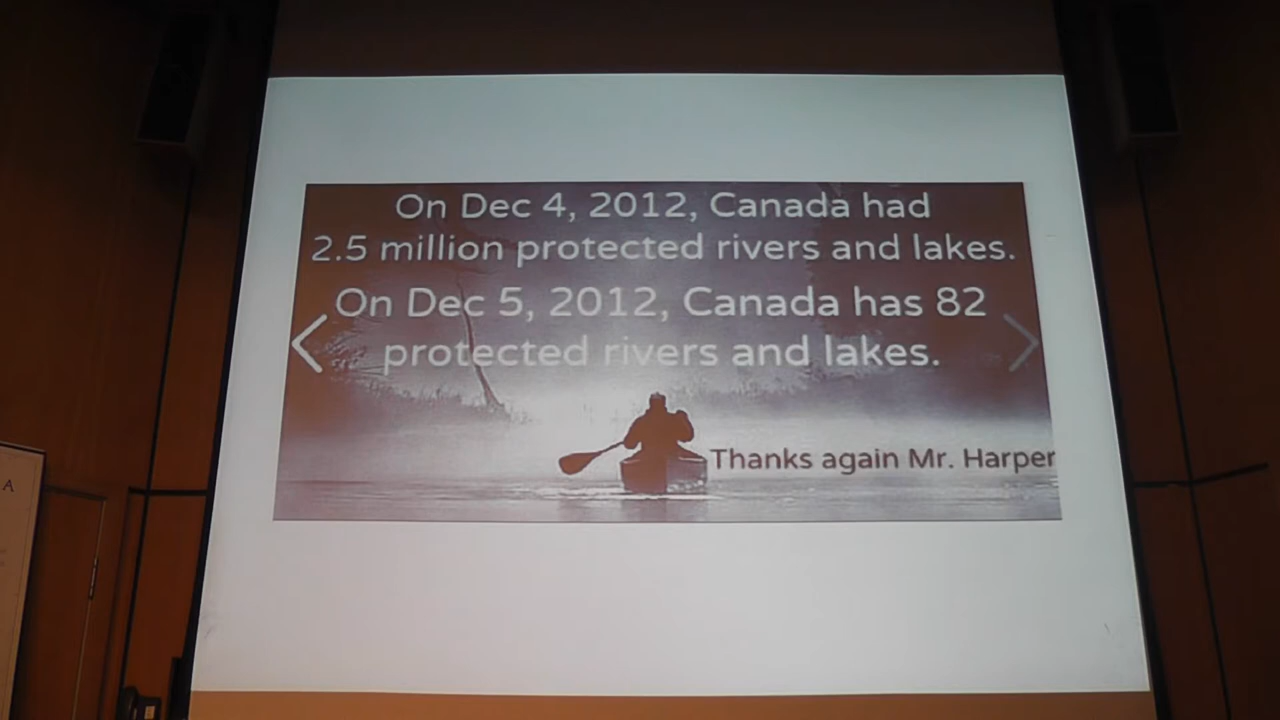 On Dec 4, 2012, Canada had
2.5 million protected rivers and lakes.
On Dec 5, 2012, Canada has 82
protected rivers and lakes.
Thanks again Mr. Harper
A